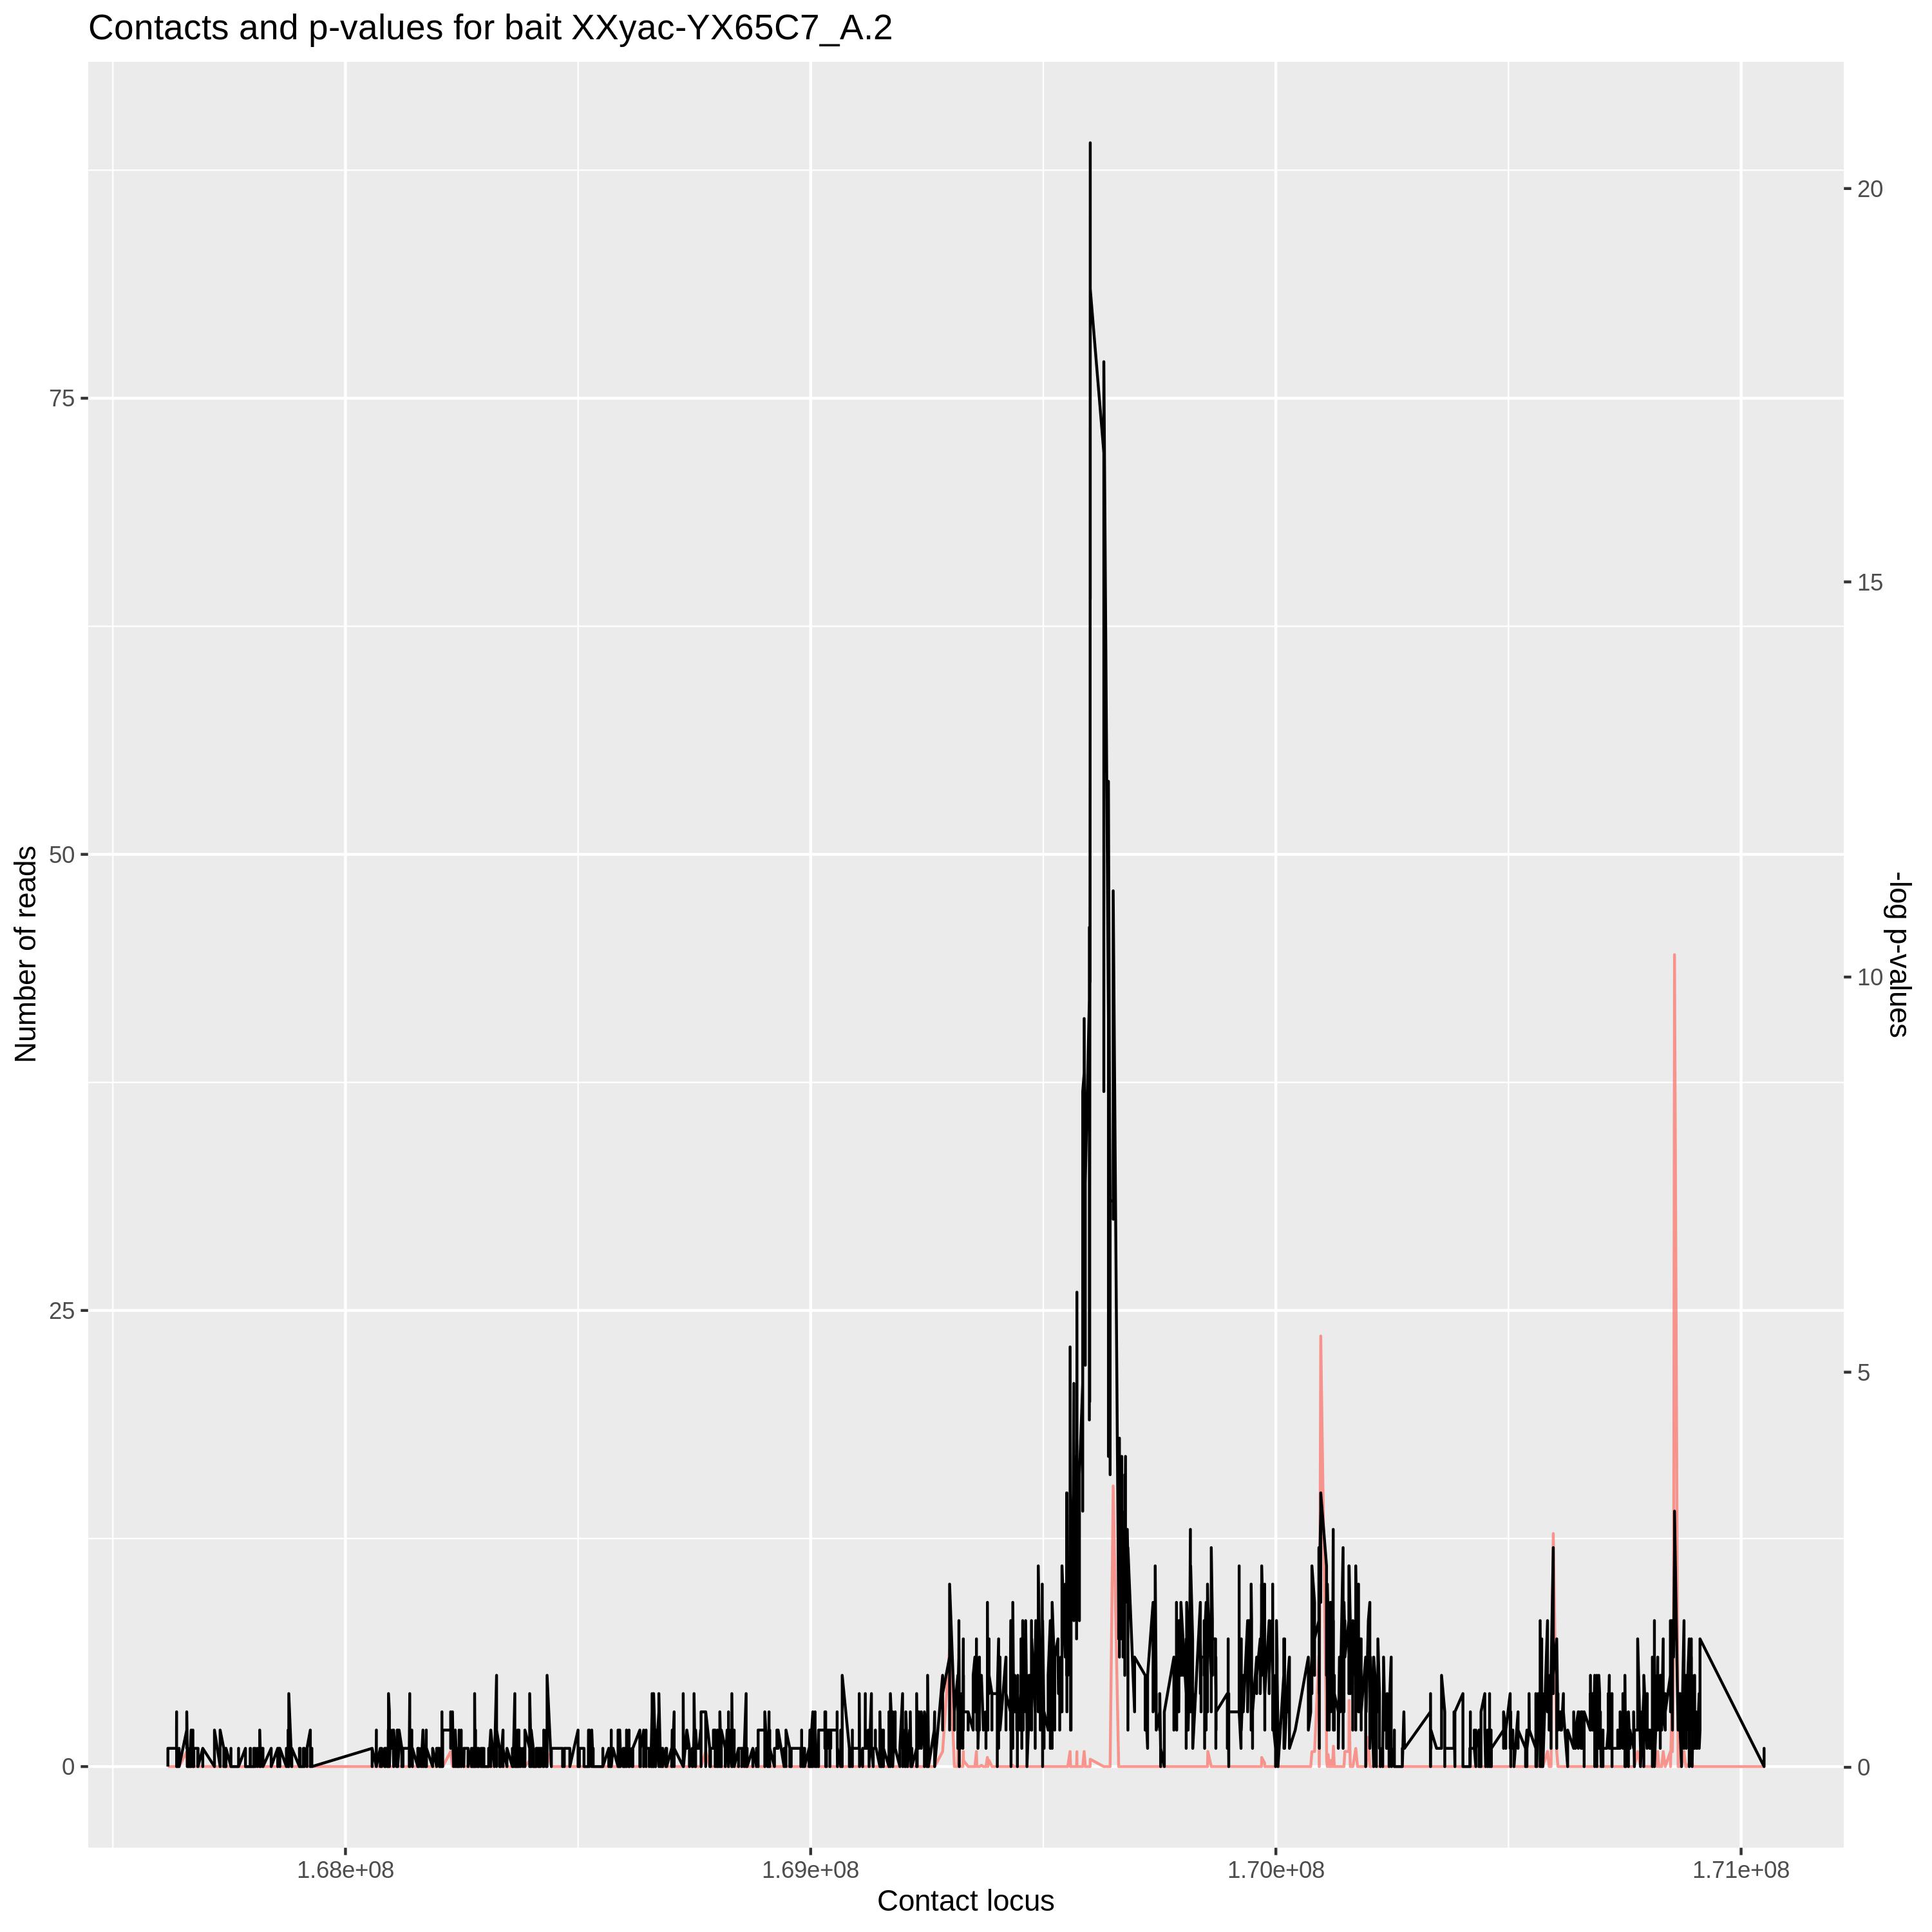 Contacts and p-values for bait XXyac-YX65C7_A.2
75
50
25
0
20
15
10
5
0
Number of reads
-log p-values
1.68e+08 1.69e+08 1.70e+08 1.71e+08
Contact locus